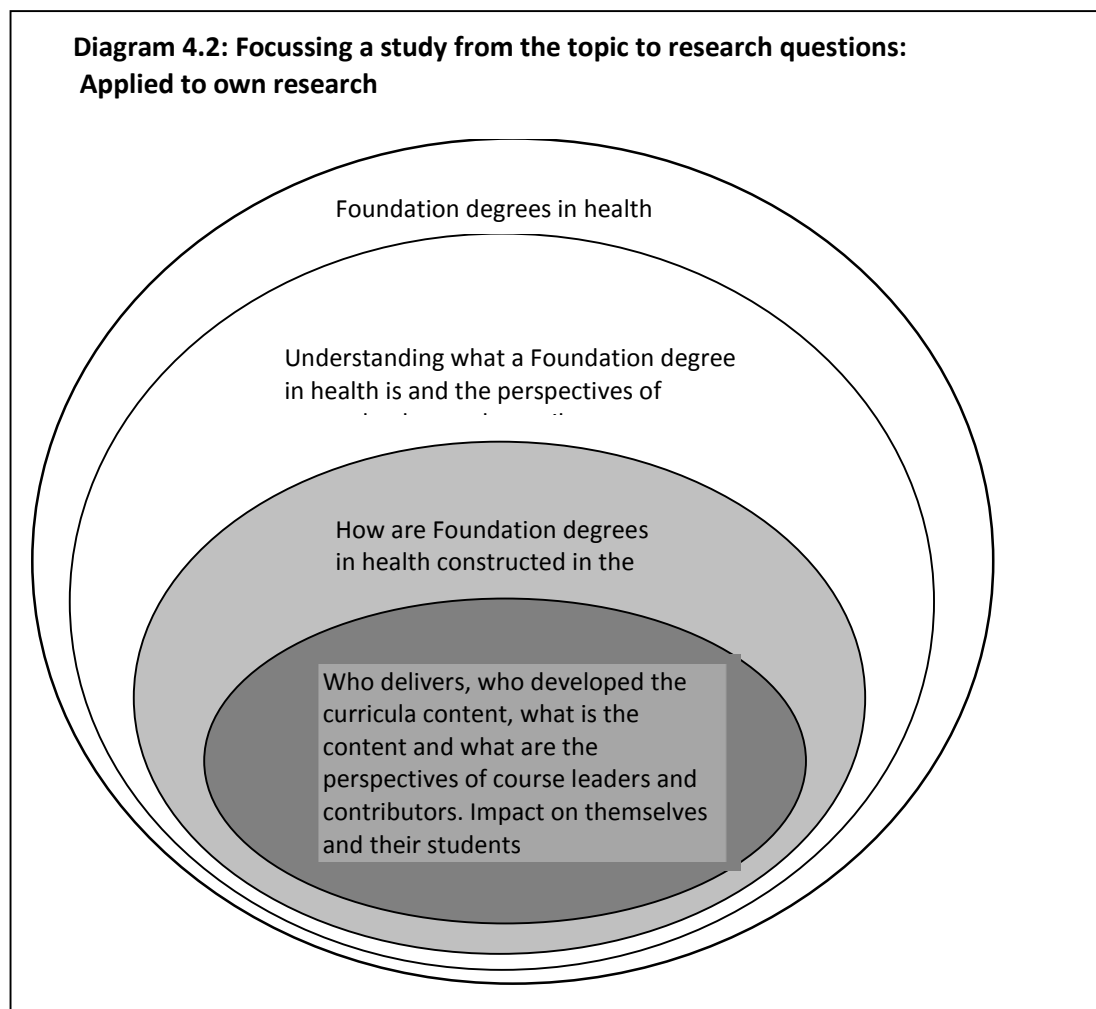 Diagram 4.2: Focussing a study from the topic to research questions:
Applied to own research
Foundation degrees in health
Understanding what a Foundation degree
in health is and the perspectives of
How are Foundation degrees
in health constructed in the
Who delivers, who developed the
curricula content, what is the
content and what are the
perspectives of course leaders and
contributors. Impact on themselves
and their students